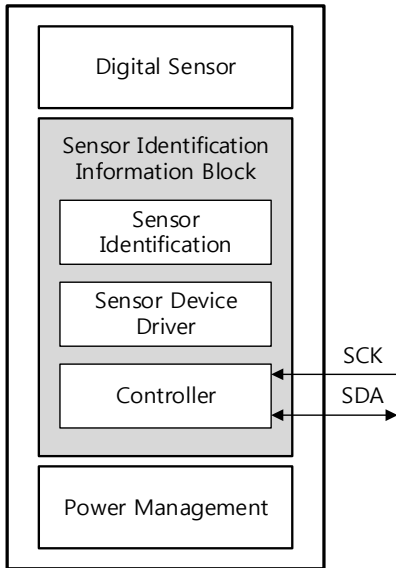 Digital Sensor
Sensor Identification
Information Block
Sensor
Identification
Sensor Device
Driver
Controller
SCK
SDA
Power Management